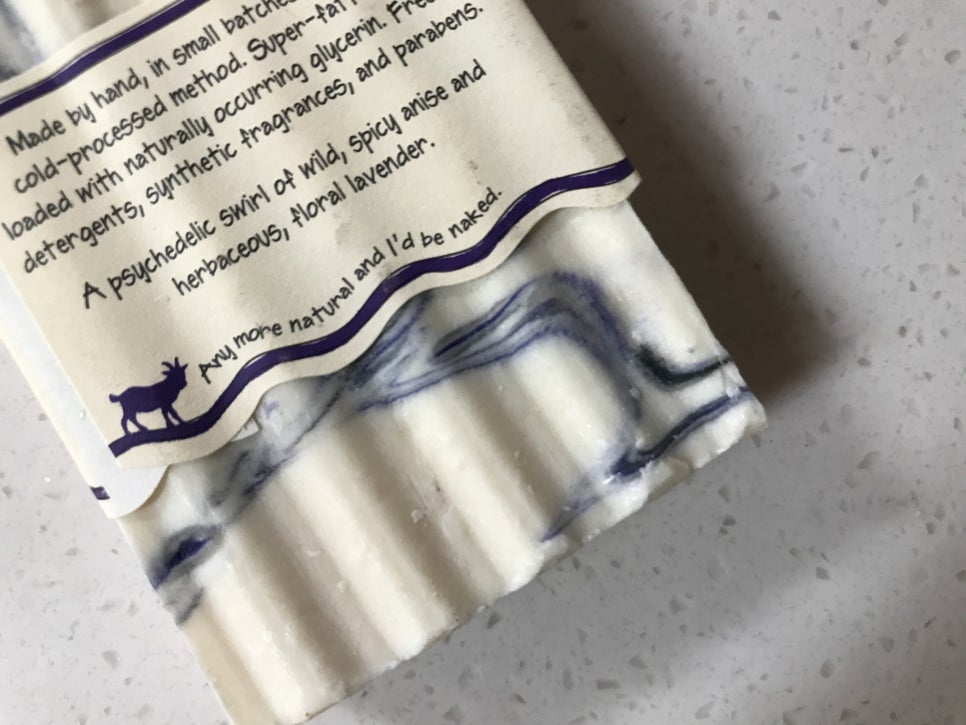 Made by hand, in small batches
cold-processed method. Super-fat
loaded with naturally occurring glycerin. Free
detergents, synthetic fragrances, and parabens.
A psychedelic swirl of wild, spicy anise and
herbaceous, floral lavender.
Any more natural and I'd be naked.